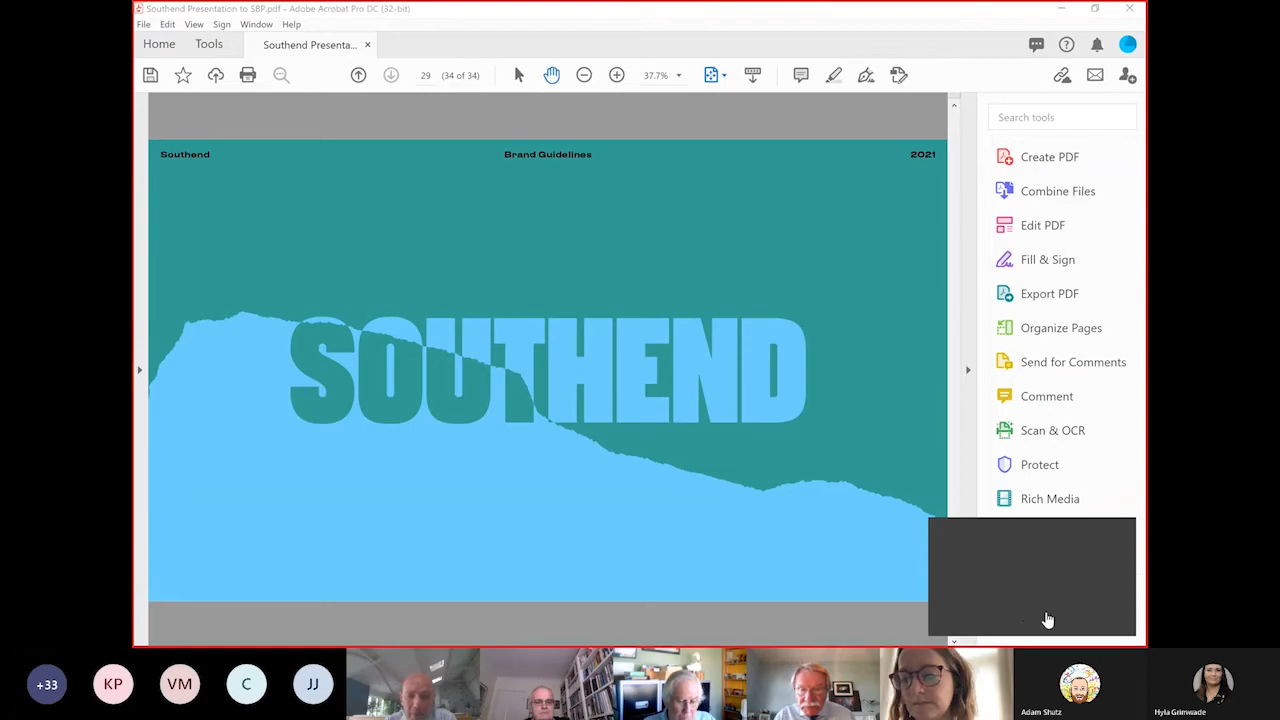 Southend Presentation to SBP.pdf - Adobe Acrobat Pro DC (32-bit)
File Edit View Sign Window Help
Home Tools Southend Presenta... ×
29 (34 of 34) 37.7%
Search tools
Southend Brand Guidelines 2021
SOUTHEND
Create PDF
Combine Files
Edit PDF
Fill & Sign
Export PDF
Organize Pages
Send for Comments
Comment
Scan & OCR
Protect
Rich Media
+33 KP VM C JJ
Adam Shutz Hyla Grimwade